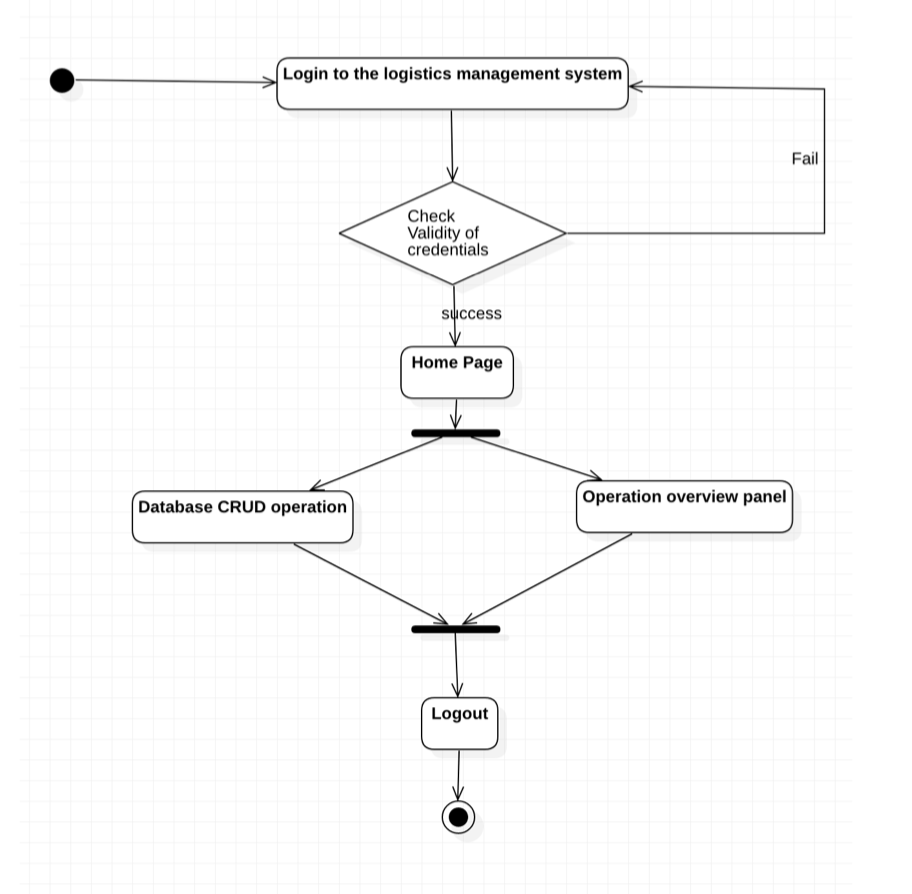 Login to the logistics management system
Fail
Check
Validity of
credentials
success
Home Page
Database CRUD operation
Operation overview panel
Logout